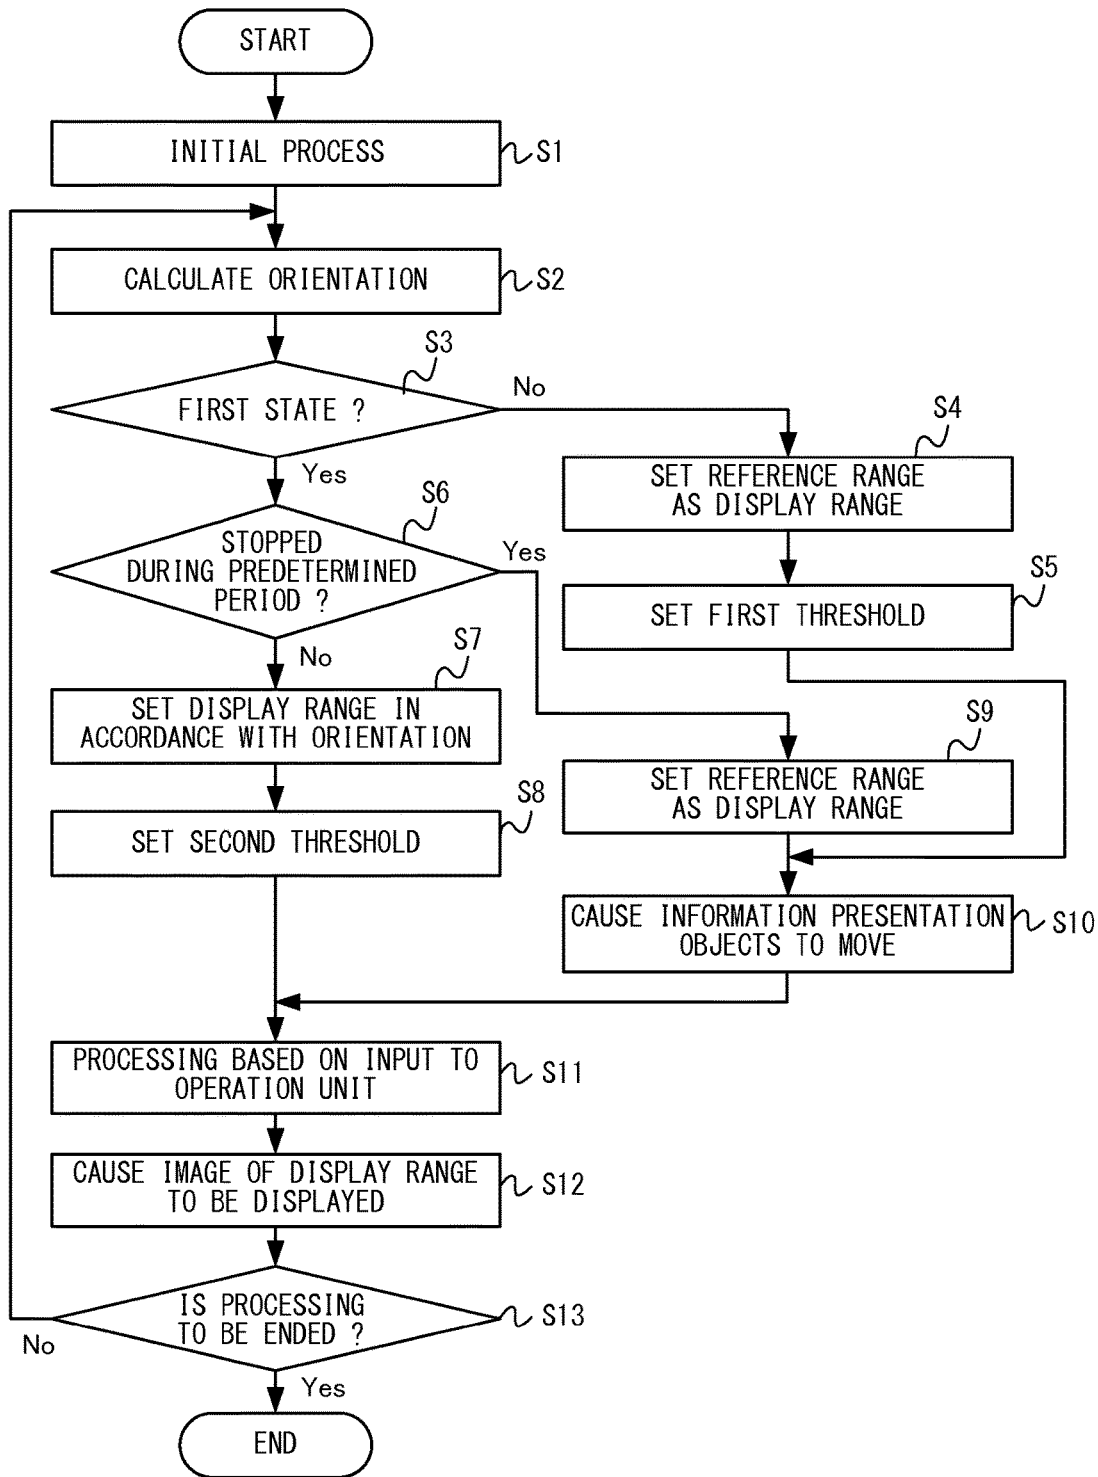 START
INITIAL PROCESS
S1
CALCULATE ORIENTATION
S2
S3
FIRST STATE ?
No
Yes
S4
SET REFERENCE RANGE
AS DISPLAY RANGE
S5
SET FIRST THRESHOLD
S6
STOPPED
DURING PREDETERMINED
PERIOD ?
Yes
No
S7
SET DISPLAY RANGE IN
ACCORDANCE WITH ORIENTATION
S8
SET SECOND THRESHOLD
S9
SET REFERENCE RANGE
AS DISPLAY RANGE
CAUSE INFORMATION PRESENTATION
OBJECTS TO MOVE
S10
PROCESSING BASED ON INPUT TO
OPERATION UNIT
S11
CAUSE IMAGE OF DISPLAY RANGE
TO BE DISPLAYED
S12
IS PROCESSING
TO BE ENDED ?
S13
No
Yes
END